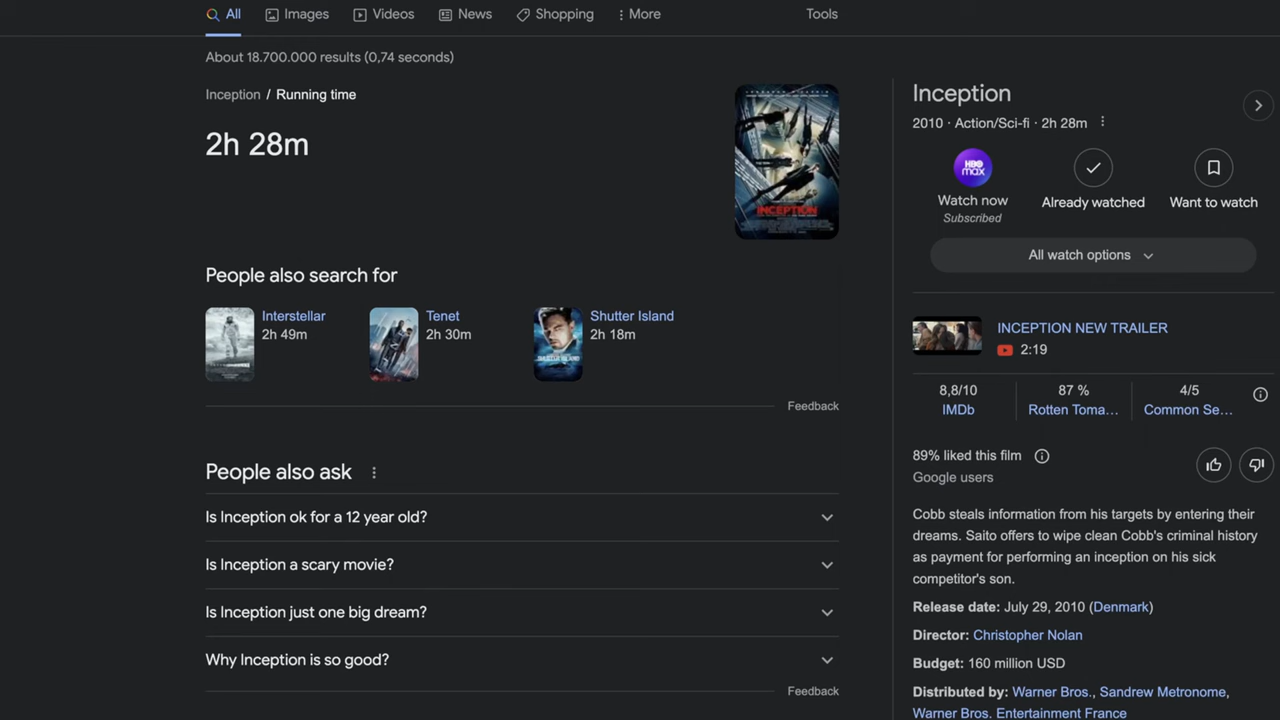 All
Images
Videos
News
Shopping
More
Tools
About 18.700.000 results (0,74 seconds)
Inception / Running time
2h 28m
INCEPTION
People also search for
Interstellar
2h 49m
Tenet
2h 30m
Shutter Island
2h 18m
SHUTTER ISLAND
Feedback
People also ask
Is Inception ok for a 12 year old?
Is Inception a scary movie?
Is Inception just one big dream?
Why Inception is so good?
Feedback
Inception
2010 · Action/Sci-fi · 2h 28m
HBO
max
Watch now
Subscribed
Already watched
Want to watch
All watch options
INCEPTION NEW TRAILER
2:19
8,8/10
IMDb
87 %
Rotten Toma...
4/5
Common Se...
89% liked this film
Google users
Cobb steals information from his targets by entering their
dreams. Saito offers to wipe clean Cobb's criminal history
as payment for performing an inception on his sick
competitor's son.
Release date: July 29, 2010 (Denmark)
Director: Christopher Nolan
Budget: 160 million USD
Distributed by: Warner Bros., Sandrew Metronome,
Warner Bros. Entertainment France